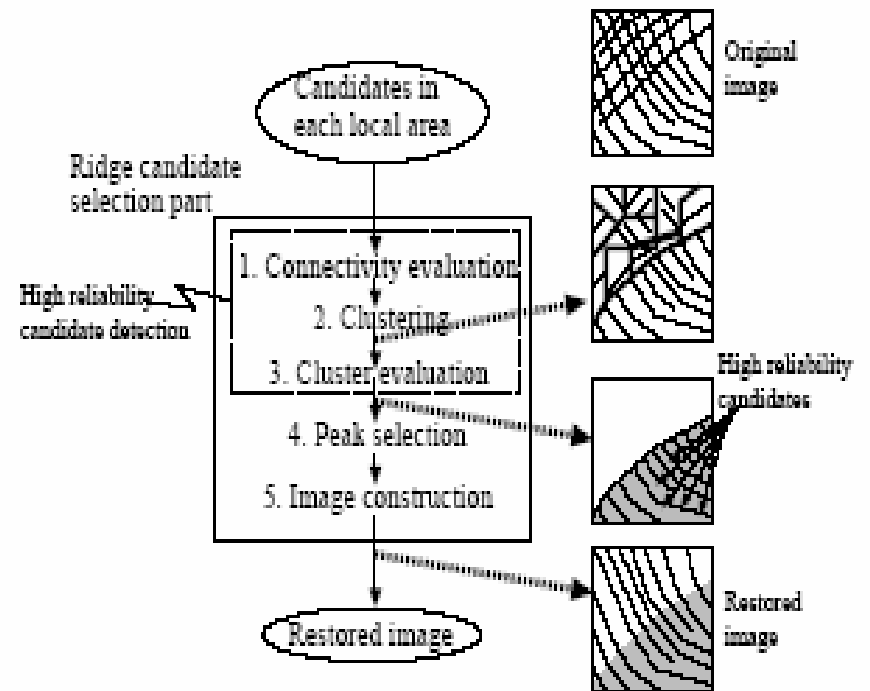 Original
image
Candidates in
each local area
Ridge candidate
selection part
1. Connectivity evaluation
High reliability
candidate detection
2. Clustering
3. Cluster evaluation
High reliability
candidates
4. Peak selection
5. Image construction
Restored image
Restored
image